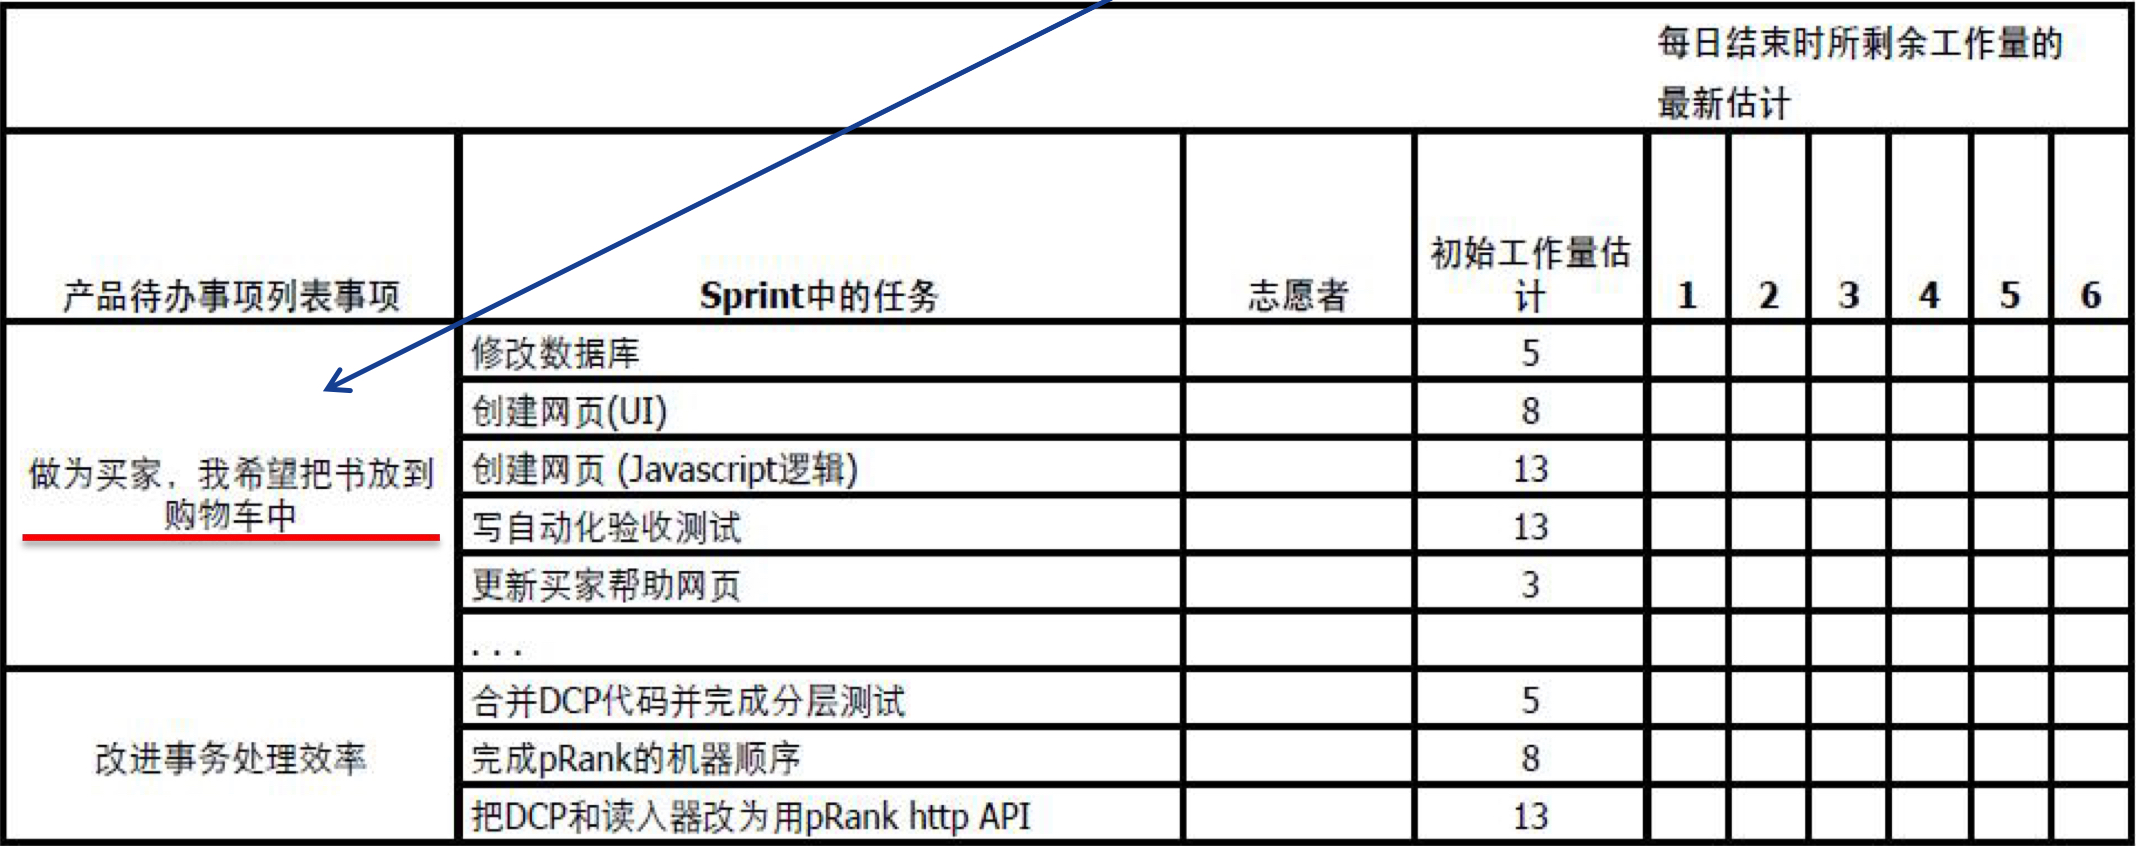 每日结束时所剩余工作量的
最新估计
产品待办事项列表事项
Sprint中的任务
志愿者
初始工作量估
计
1 2 3 4 5 6
做为买家，我希望把书放到
购物车中
修改数据库 5
创建网页(UI) 8
创建网页 (Javascript逻辑) 13
写自动化验收测试 13
更新买家帮助网页 3
. . .
改进事务处理效率
合并DCP代码并完成分层测试 5
完成pRank的机器顺序 8
把DCP和读入器改为用pRank http API 13